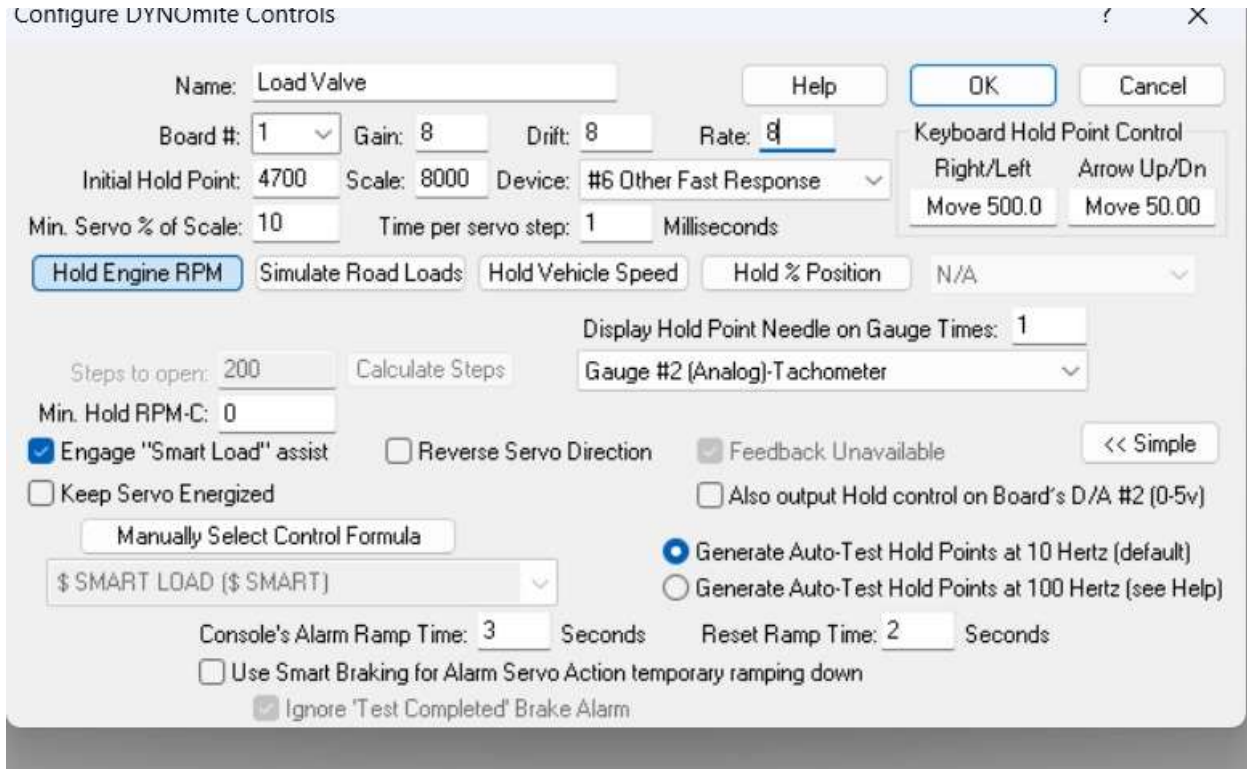 Configure DYNOmite Controls ? X
Name: Load Valve Help OK Cancel
Board #: 1 Gain: 8 Drift: 8 Rate: 8 Keyboard Hold Point Control
Initial Hold Point: 4700 Scale: 8000 Device: #6 Other Fast Response Right/Left Arrow Up/Dn
Min. Servo % of Scale: 10 Time per servo step: 1 Milliseconds Move 500.0 Move 50.00
Hold Engine RPM Simulate Road Loads Hold Vehicle Speed Hold % Position N/A
Display Hold Point Needle on Gauge Times: 1
Steps to open: 200 Calculate Steps Gauge #2 (Analog)-Tachometer
Min. Hold RPM-C: 0
Engage "Smart Load" assist Reverse Servo Direction Feedback Unavailable << Simple
Keep Servo Energized Also output Hold control on Board's D/A #2 (0-5v)
Manually Select Control Formula Generate Auto-Test Hold Points at 10 Hertz (default)
$ SMART LOAD ($ SMART) Generate Auto-Test Hold Points at 100 Hertz (see Help)
Console's Alarm Ramp Time: 3 Seconds Reset Ramp Time: 2 Seconds
Use Smart Braking for Alarm Servo Action temporary ramping down
Ignore 'Test Completed' Brake Alarm